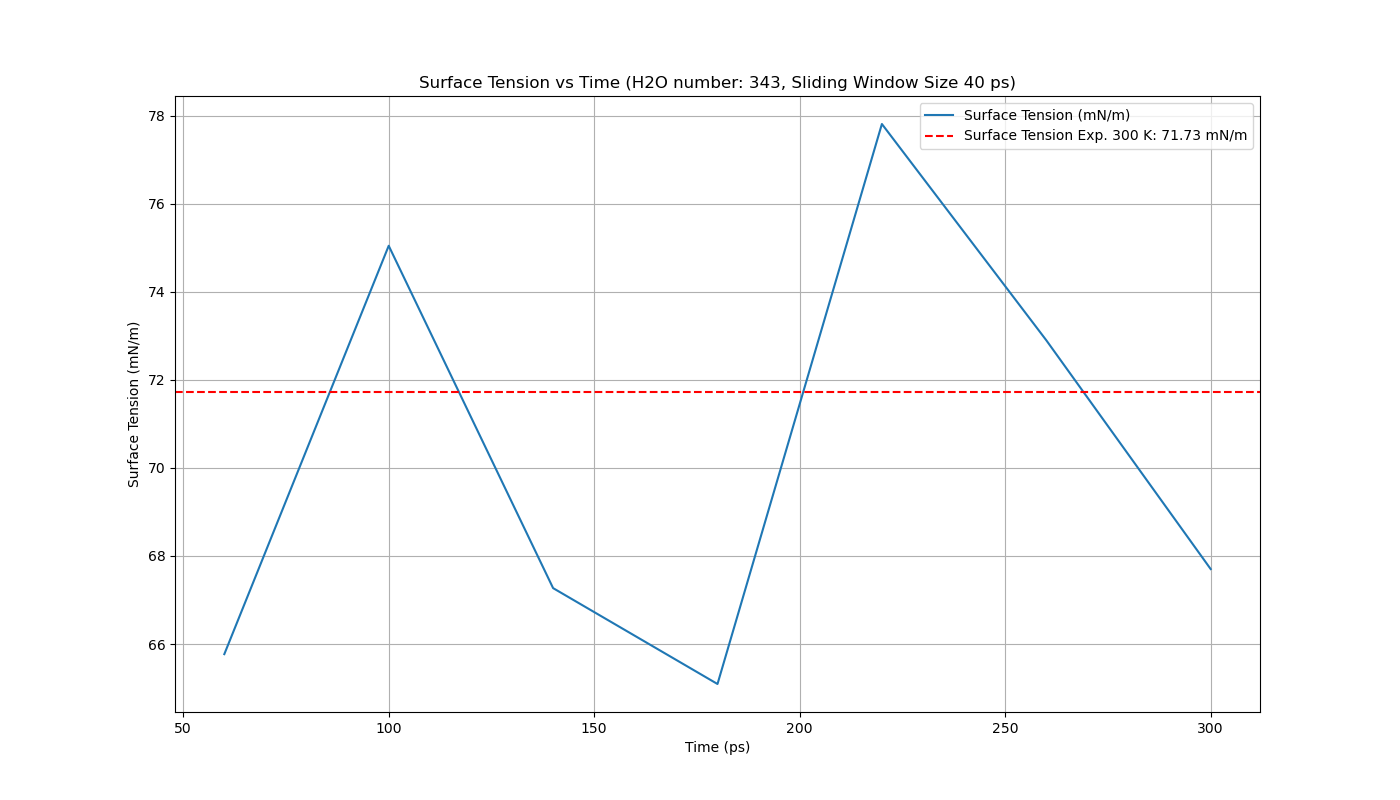 Surface Tension vs Time (H2O number: 343, Sliding Window Size 40 ps)
Surface Tension (mN/m)
Surface Tension Exp. 300 K: 71.73 mN/m
78
76
74
72
70
68
66
Surface Tension (mN/m)
50
100
150
200
250
300
Time (ps)